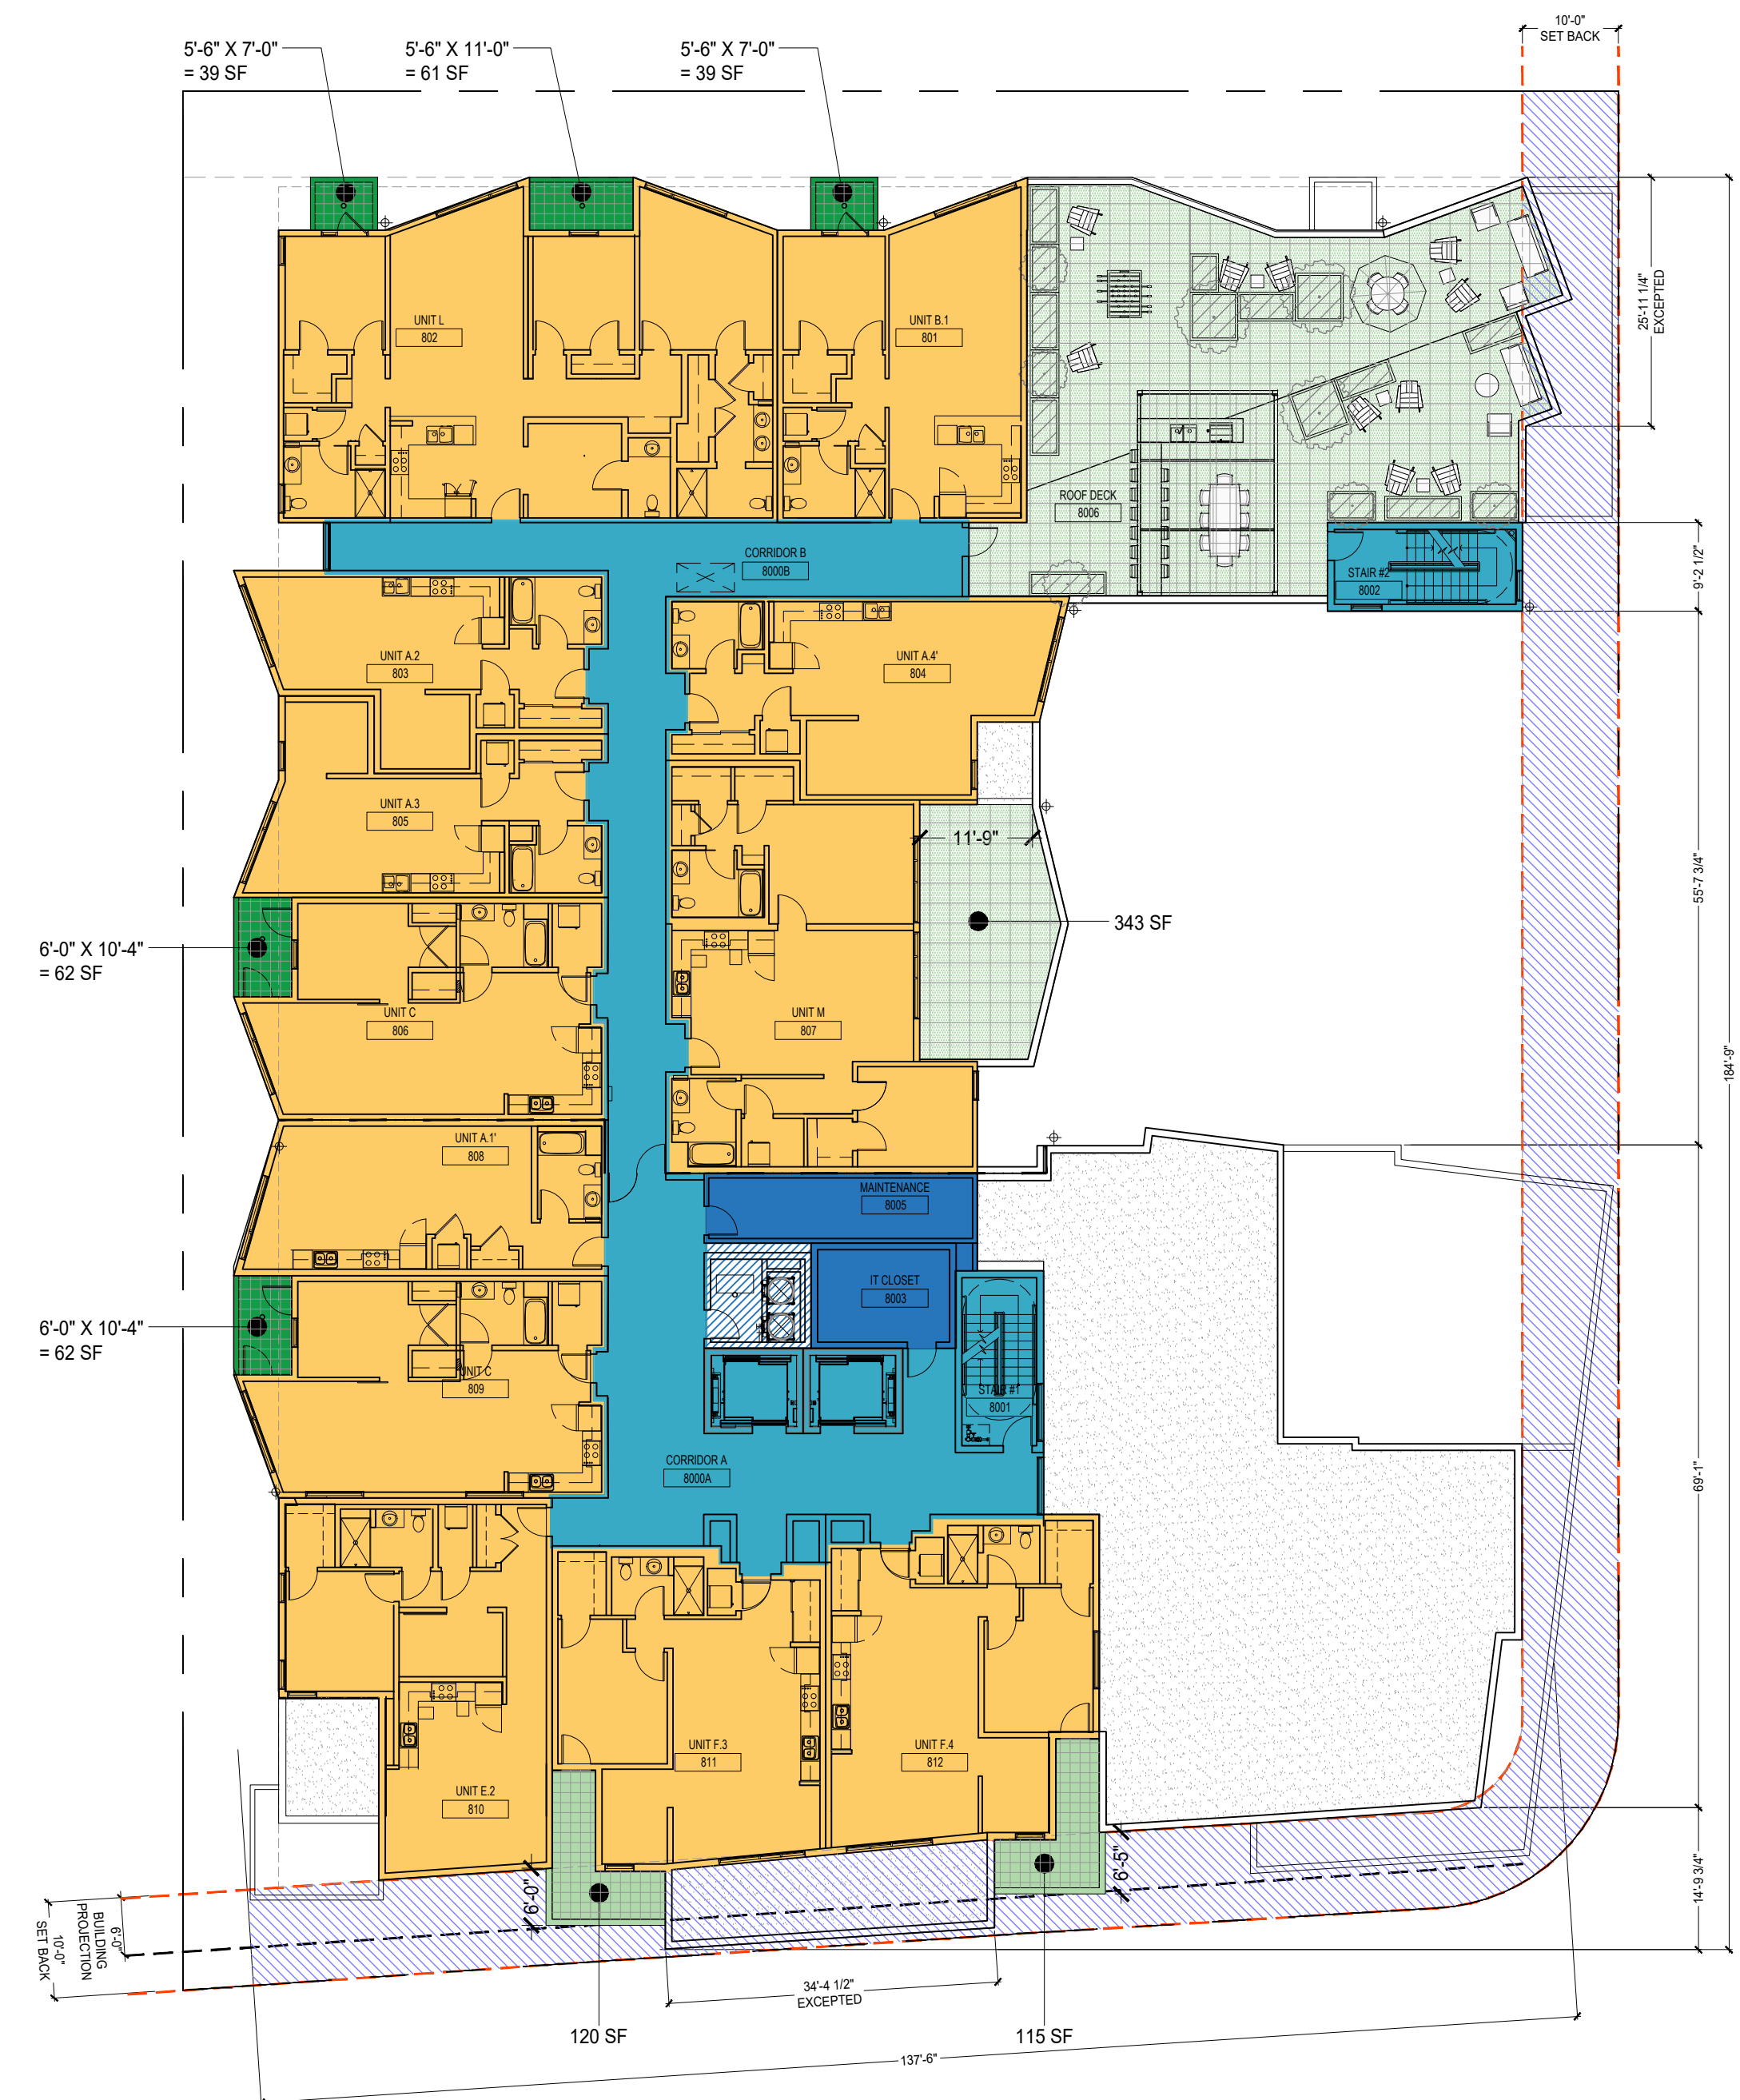 10'-0"
SET BACK
5'-6" X 7'-0"
= 39 SF
5'-6" X 11'-0"
= 61 SF
5'-6" X 7'-0"
= 39 SF
25'-11 1/4"
EXCEPTED
UNIT L
802
UNIT B.1
801
ROOF DECK
8006
CORRIDOR B
8000B
STAIR #2
8002
9'-2 1/2"
UNIT A.2
803
UNIT A.4'
804
UNIT A.3
805
11'-9"
55'-7 3/4"
343 SF
6'-0" X 10'-4"
= 62 SF
UNIT C
806
UNIT M
807
184'-9"
UNIT A.1'
808
MAINTENANCE
8005
IT CLOSET
8003
6'-0" X 10'-4"
= 62 SF
UNIT C
809
STAIR #1
8001
CORRIDOR A
8000A
69'-1"
UNIT F.3
811
UNIT F.4
812
UNIT E.2
810
6'-0"
6'-5"
14'-9 3/4"
6'-0"
BUILDING
PROJECTION
10'-0"
SET BACK
34'-4 1/2"
EXCEPTED
120 SF
115 SF
137'-6"